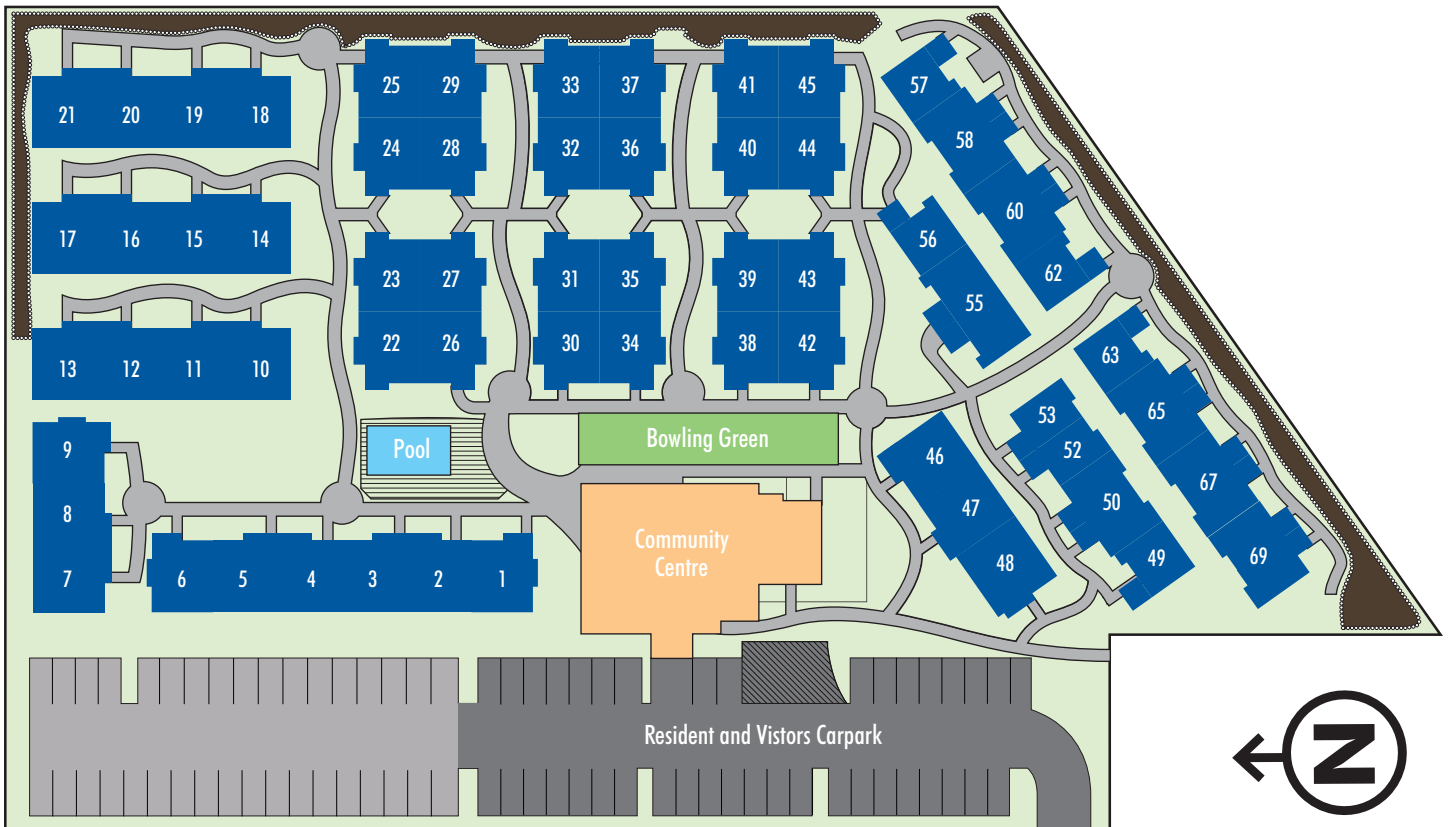 25 29 33 37 41 45 57
21 20 19 18
24 28 32 36 40 44 58
60
17 16 15 14 56
62
23 27 31 35 39 43 55
22 26 30 34 38 42 63
13 12 11 10
53 65
9 Pool Bowling Green 46 52
67
8 47 50
Community
Centre
7 6 5 4 3 2 1 48 49 69
Resident and Vistors Carpark
N